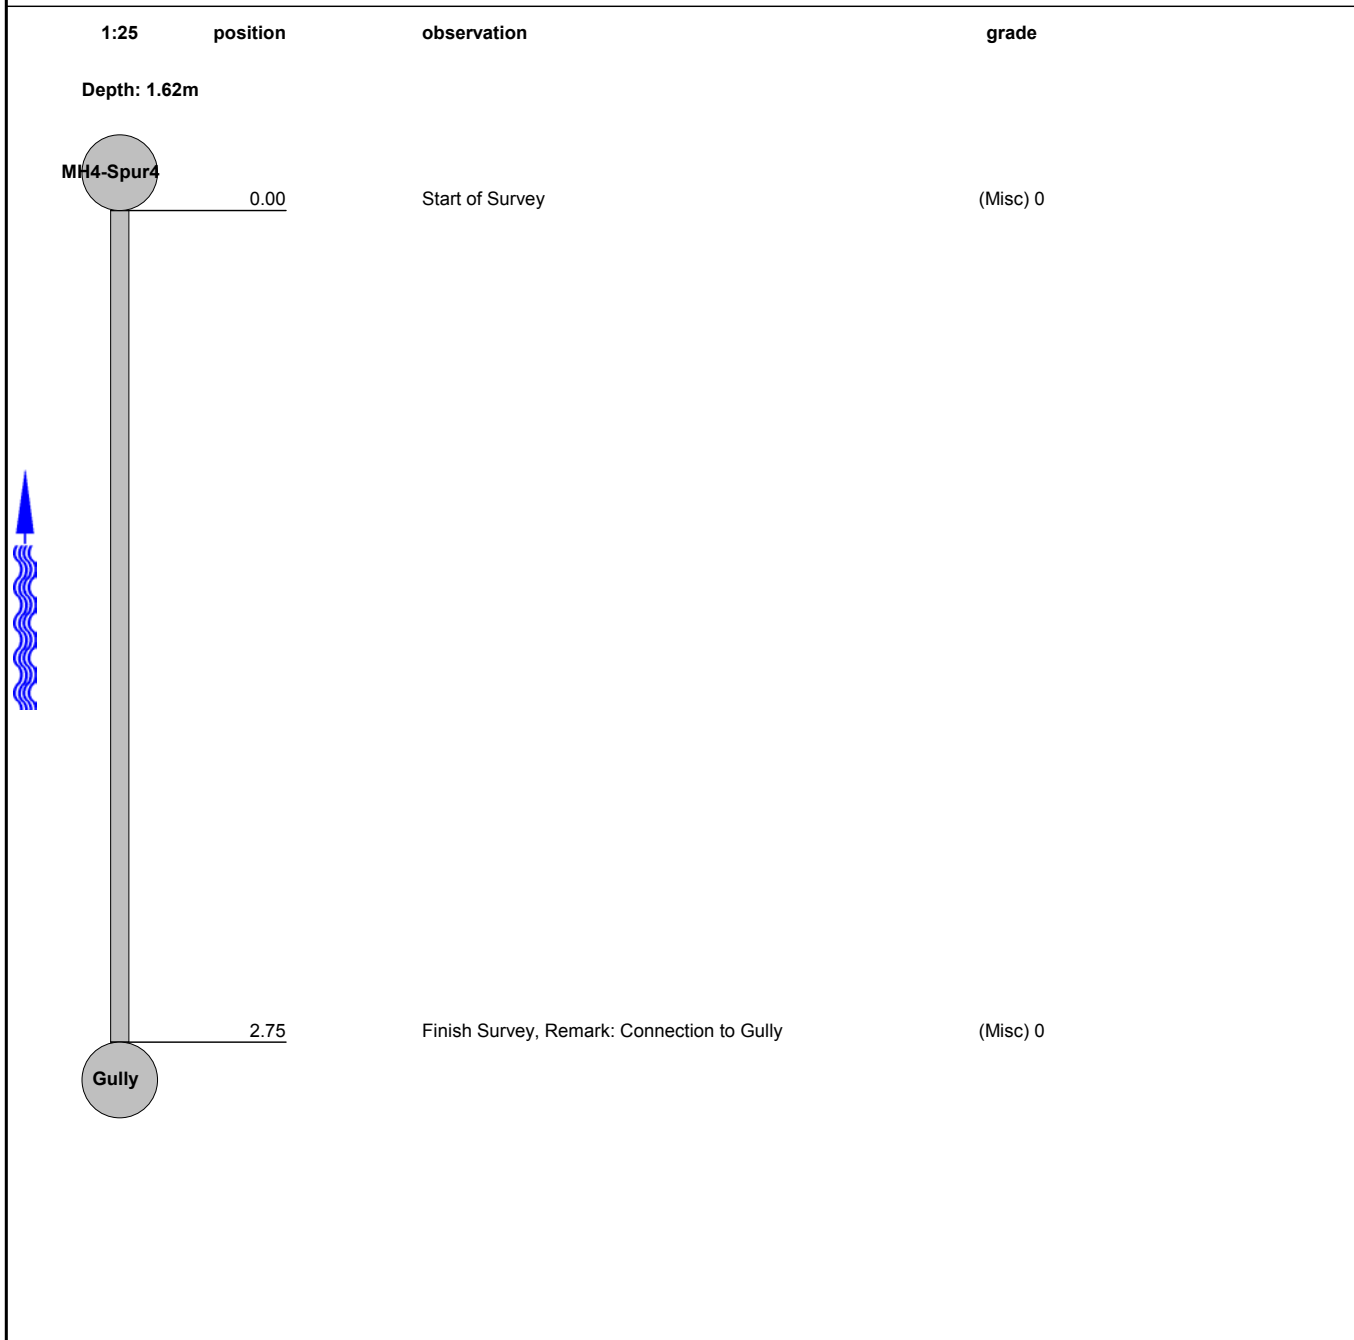 1:25 position observation grade
Depth: 1.62m
MH4-Spur4
0.00 Start of Survey (Misc) 0
2.75 Finish Survey, Remark: Connection to Gully (Misc) 0
Gully